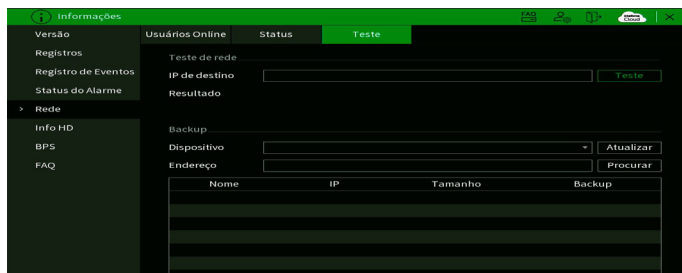 Informações
FAQ
Cloud
Versão
Usuários Online
Status
Teste
Registros
Teste de rede
Registro de Eventos
IP de destino
Teste
Status do Alarme
Resultado
> Rede
Info HD
Backup
BPS
Dispositivo
Atualizar
FAQ
Endereço
Procurar
Nome
IP
Tamanho
Backup